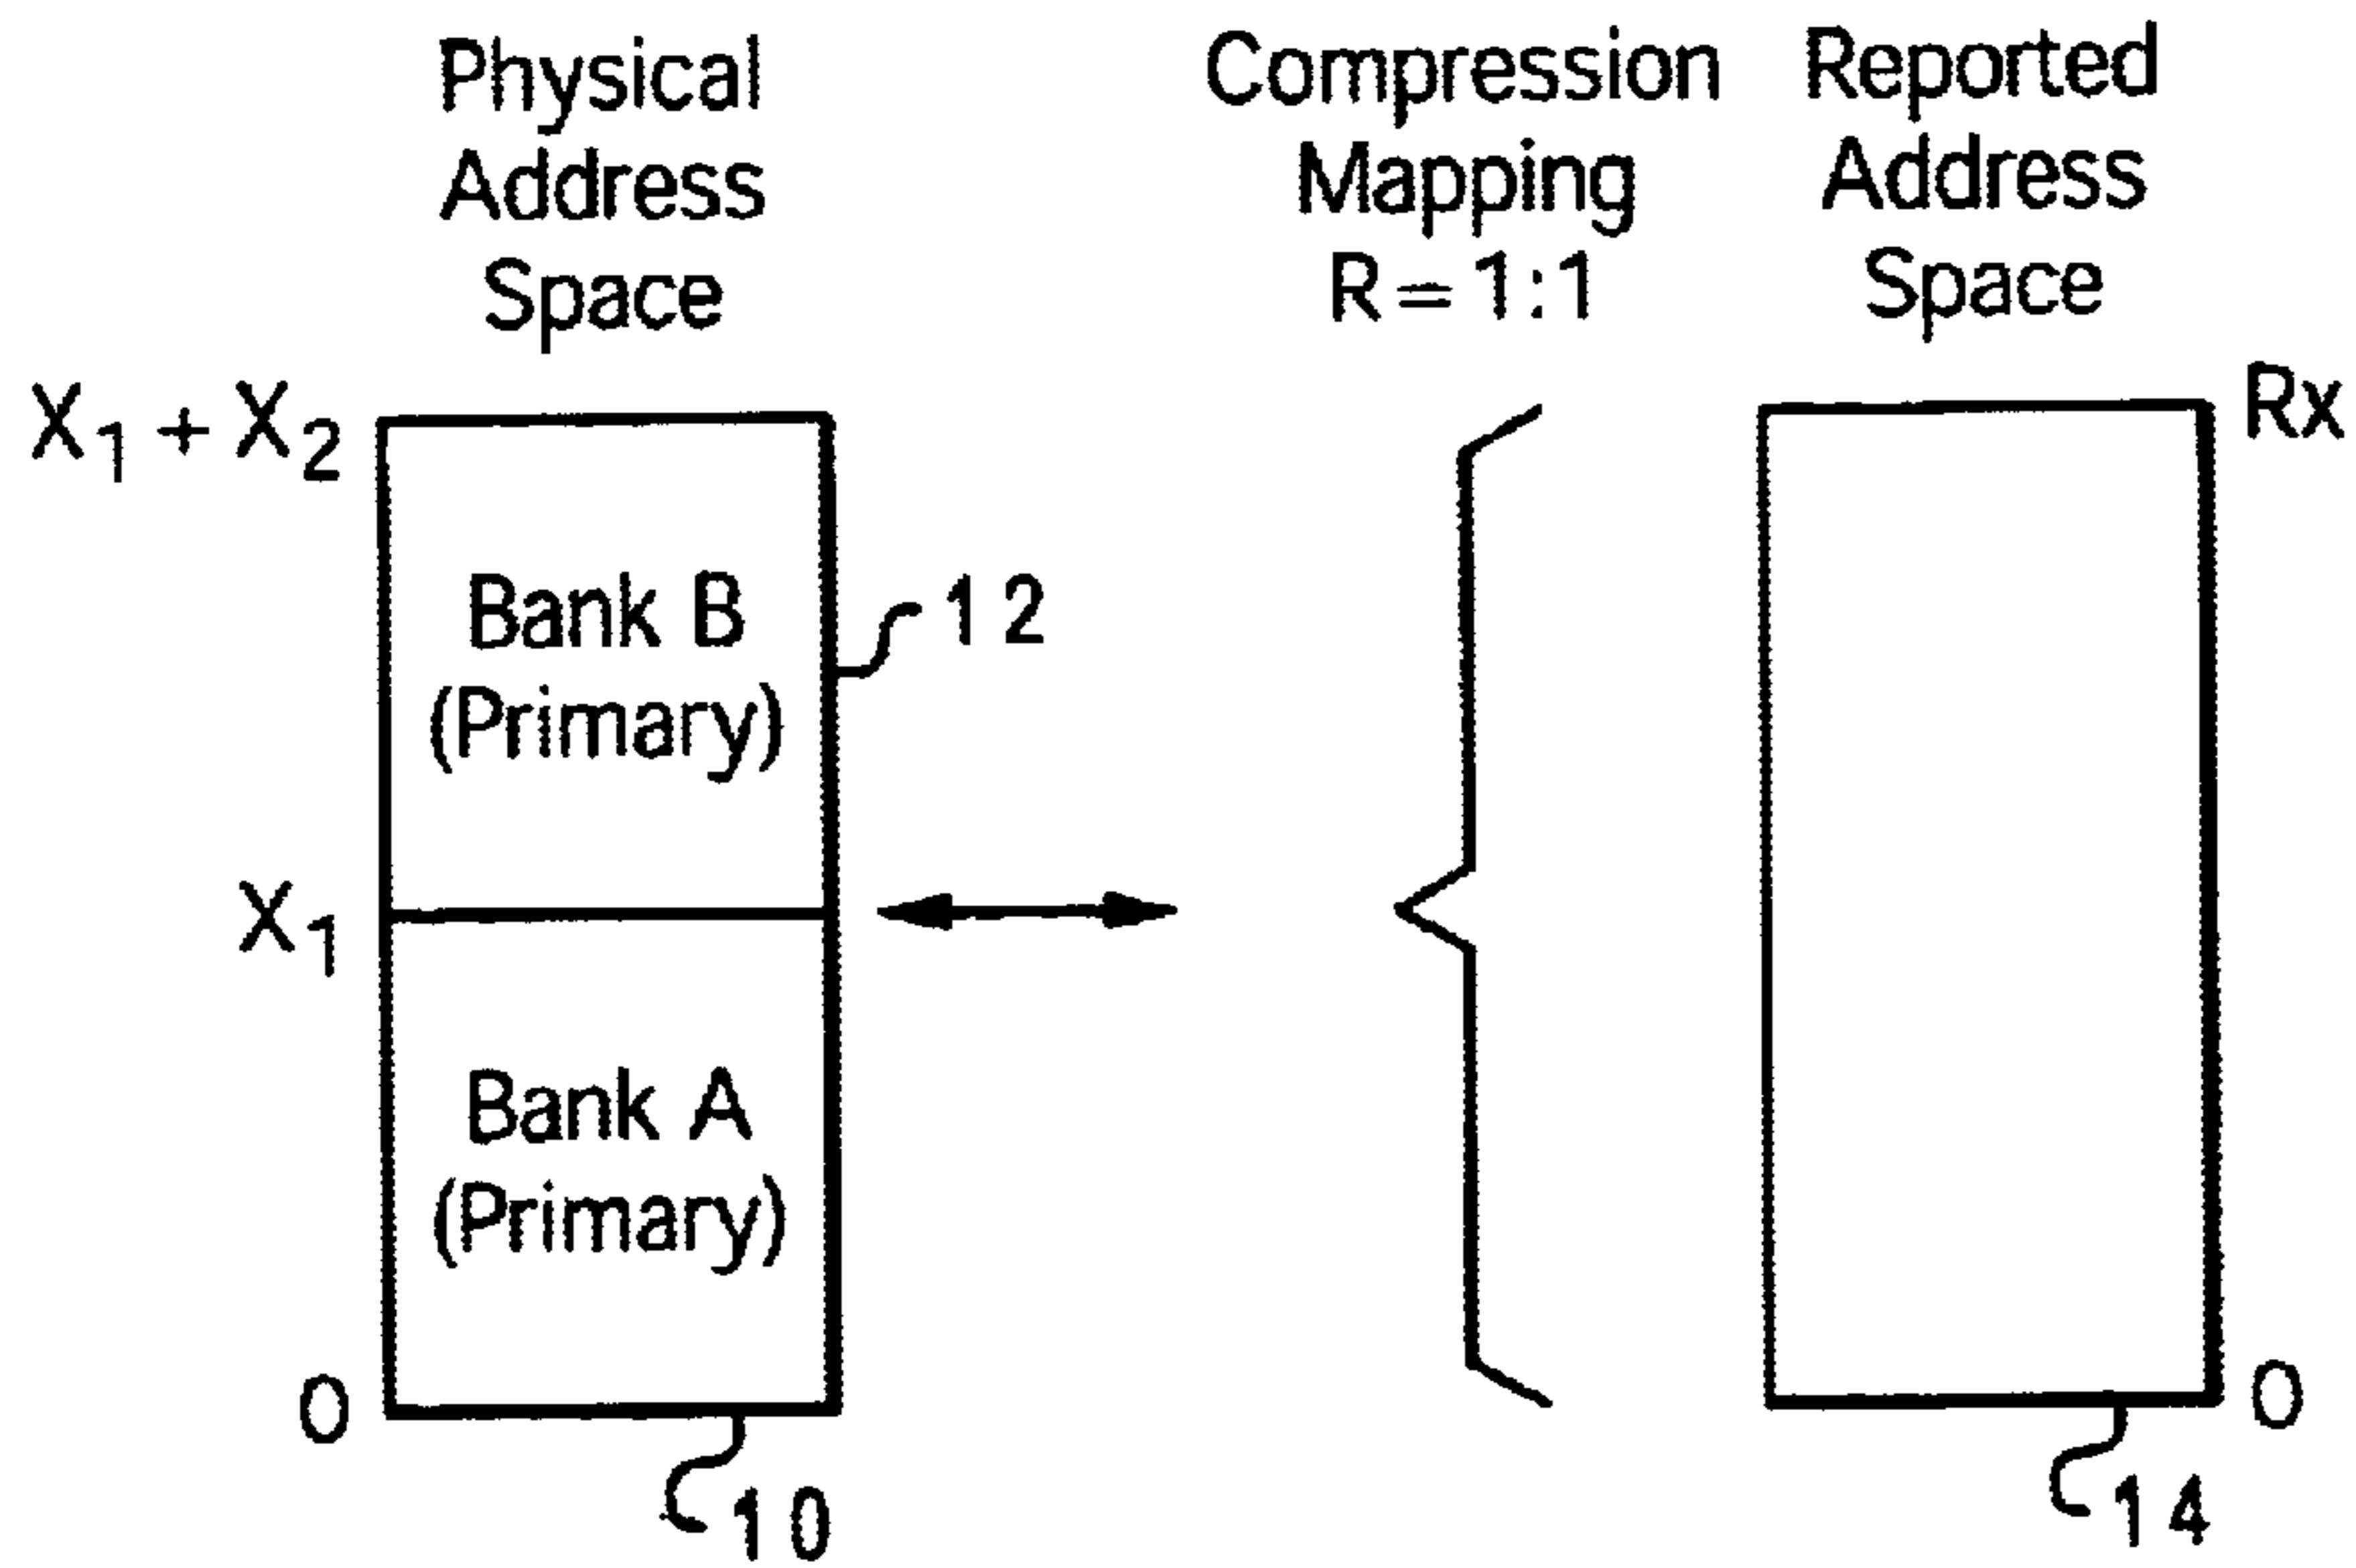 Physical
Address
Space
Compression
Mapping
R=1:1
Reported
Address
Space
X₁ + X₂
Rx
Bank B
(Primary)
12
X₁
Bank A
(Primary)
0
0
10
14